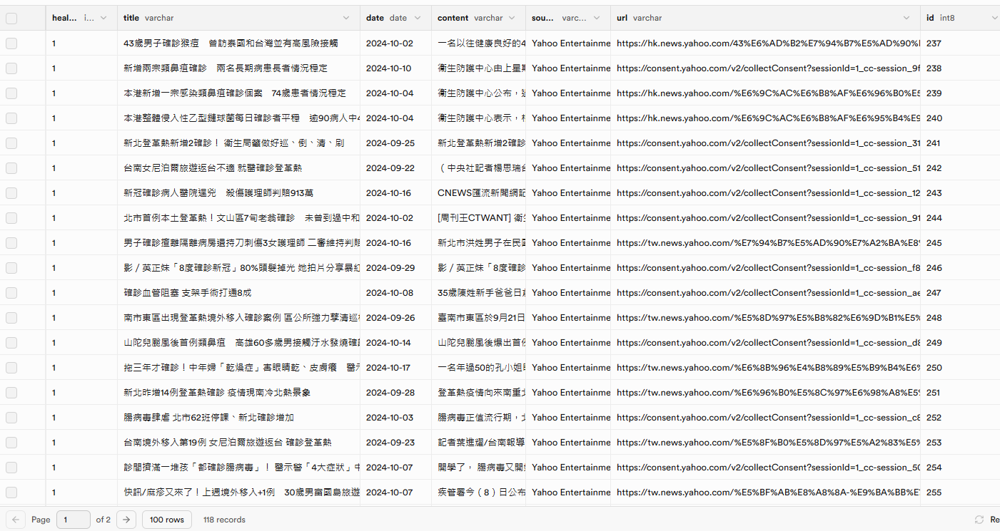 heal... i... title varchar date date content varchar sou... varc... url varchar id int8
1 43歲男子確診猴痘 曾訪泰國和台灣並有高風險接觸 2024-10-02 一名以往健康良好的4 Yahoo Entertainme https://hk.news.yahoo.com/43%E6%AD%B2%E7%94%B7%E5%AD%90%I 237
1 新增兩宗類鼻疽確診 兩名長期病患長者情況穩定 2024-10-10 衞生防護中心由上星期 Yahoo Entertainme https://consent.yahoo.com/v2/collectConsent?sessionId=1_cc-session_9f 238
1 本港新增一宗感染類鼻疽確診個案 74歲患者情況穩定 2024-10-04 衞生防護中心公布，近 Yahoo Entertainme https://hk.news.yahoo.com/%E6%9C%AC%E6%B8%AF%E6%96%B0%E5 239
1 本港整體侵入性乙型鏈球菌每日確診者平穩 逾90病人中4 2024-10-04 衞生防護中心表示， Yahoo Entertainme https://hk.news.yahoo.com/%E6%9C%AC%E6%B8%AF%E6%95%B4%E9 240
1 新北登革熱新增2確診！ 衛生局籲做好巡、倒、清、刷 2024-09-25 新北登革熱新增2確診 Yahoo Entertainme https://consent.yahoo.com/v2/collectConsent?sessionId=1_cc-session_31 241
1 台南女尼泊爾旅遊返台不適 就醫確診登革熱 2024-09-22 （中央社記者楊思瑞台 Yahoo Entertainme https://consent.yahoo.com/v2/collectConsent?sessionId=1_cc-session_51 242
1 新冠確診病人醫院逞兇 殺傷護理師判賠913萬 2024-10-16 CNEWS匯流新聞網記 Yahoo Entertainme https://consent.yahoo.com/v2/collectConsent?sessionId=1_cc-session_12 243
1 北市首例本土登革熱！文山區7旬老翁確診 未曾到過中和 2024-10-02 [周刊王CTWANT] 衛生 Yahoo Entertainme https://consent.yahoo.com/v2/collectConsent?sessionId=1_cc-session_91 244
1 男子確診擅離隔離病房還持刀刺傷3女護理師 二審維持判賠 2024-10-16 新北市洪姓男子在民國 Yahoo Entertainme https://tw.news.yahoo.com/%E7%94%B7%E5%AD%90%E7%A2%BA%E8% 245
1 影／英正妹「8度確診新冠」80%頭髮掉光 她拍片分享暴紅 2024-09-29 影／英正妹「8度確診 Yahoo Entertainme https://consent.yahoo.com/v2/collectConsent?sessionId=1_cc-session_f8 246
1 確診血管阻塞 支架手術打通8成 2024-10-08 35歲陳姓新手爸爸日前 Yahoo Entertainme https://consent.yahoo.com/v2/collectConsent?sessionId=1_cc-session_ae 247
1 南市東區出現登革熱境外移入確診案例 區公所強力孳清巡 2024-09-26 臺南市東區於9月21日 Yahoo Entertainme https://tw.news.yahoo.com/%E5%8D%97%E5%B8%82%E6%9D%B1%E5% 248
1 山陀兒颱風後首例類鼻疽 高雄60多歲男接觸汙水發燒確 2024-10-14 山陀兒颱風後爆出首例 Yahoo Entertainme https://consent.yahoo.com/v2/collectConsent?sessionId=1_cc-session_d8 249
1 拖三年才確診！中年婦「乾燥症」害眼睛乾、皮膚癢 醫示 2024-10-17 一名年過50的孔小姐 Yahoo Entertainme https://tw.news.yahoo.com/%E6%8B%96%E4%B8%89%E5%B9%B4%E6% 250
1 新北昨增14例登革熱確診 疫情現南冷北熱景象 2024-09-28 登革熱疫情向來南重北 Yahoo Entertainme https://tw.news.yahoo.com/%E6%96%B0%E5%8C%97%E6%98%A8%E5% 251
1 腸病毒肆虐 北市62班停課、新北確診增加 2024-10-03 腸病毒正值流行期，北 Yahoo Entertainme https://consent.yahoo.com/v2/collectConsent?sessionId=1_cc-session_c8 252
1 台南境外移入第19例 女尼泊爾旅遊返台 確診登革熱 2024-09-23 記者葉進耀/台南報導 Yahoo Entertainme https://tw.news.yahoo.com/%E5%8F%B0%E5%8D%97%E5%A2%83%E5% 253
1 診間擠滿一堆孩「都確診腸病毒」！ 醫示警「4大症狀」中 2024-10-07 開學了， 腸病毒又開始 Yahoo Entertainme https://consent.yahoo.com/v2/collectConsent?sessionId=1_cc-session_50 254
1 快訊/麻疹又來了！上週境外移入+1例 30歲男富國島旅遊 2024-10-07 疾管署今（8）日公布 Yahoo Entertainme https://tw.news.yahoo.com/%E5%BF%AB%E8%A8%8A-%E9%BA%BB%E7 255
Page 1 of 2 100 rows 118 records Re